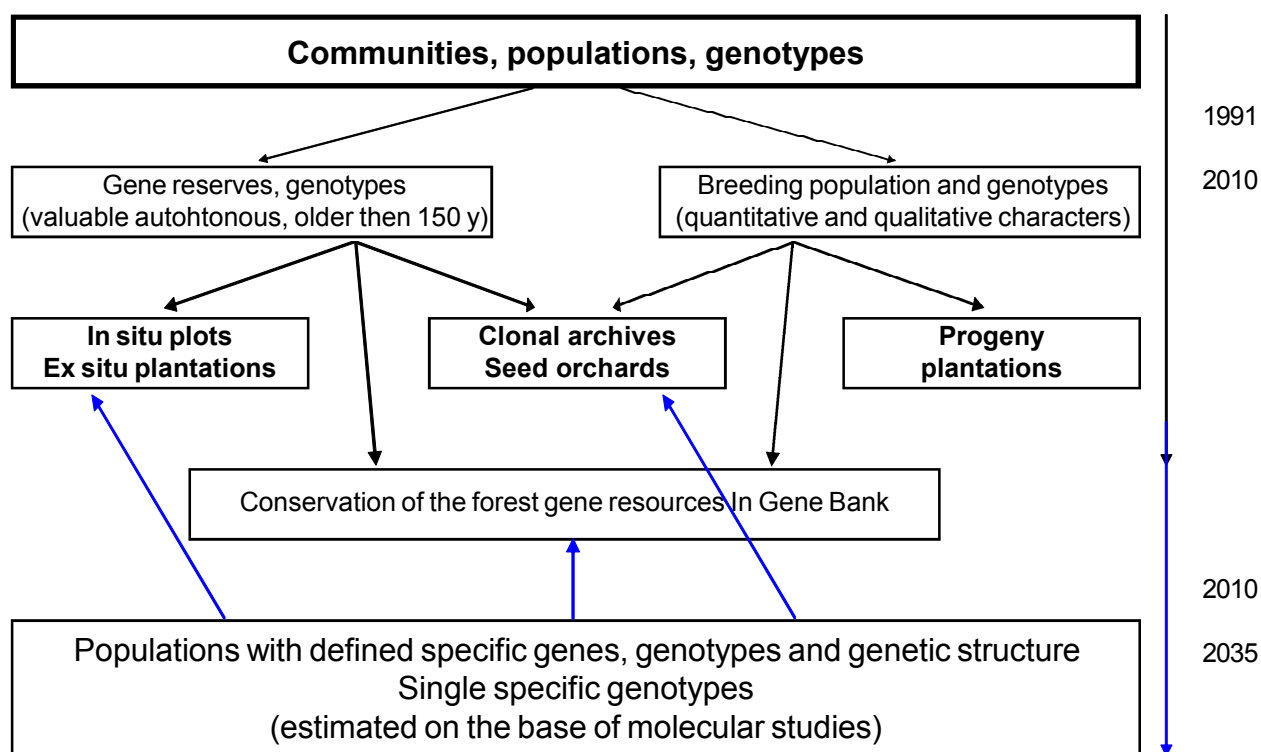 Communities, populations, genotypes
1991
2010
Gene reserves, genotypes
(valuable autohtonous, older then 150 y)
Breeding population and genotypes
(quantitative and qualitative characters)
In situ plots
Ex situ plantations
Clonal archives
Seed orchards
Progeny
plantations
Conservation of the forest gene resources In Gene Bank
2010
2035
Populations with defined specific genes, genotypes and genetic structure
Single specific genotypes
(estimated on the base of molecular studies)